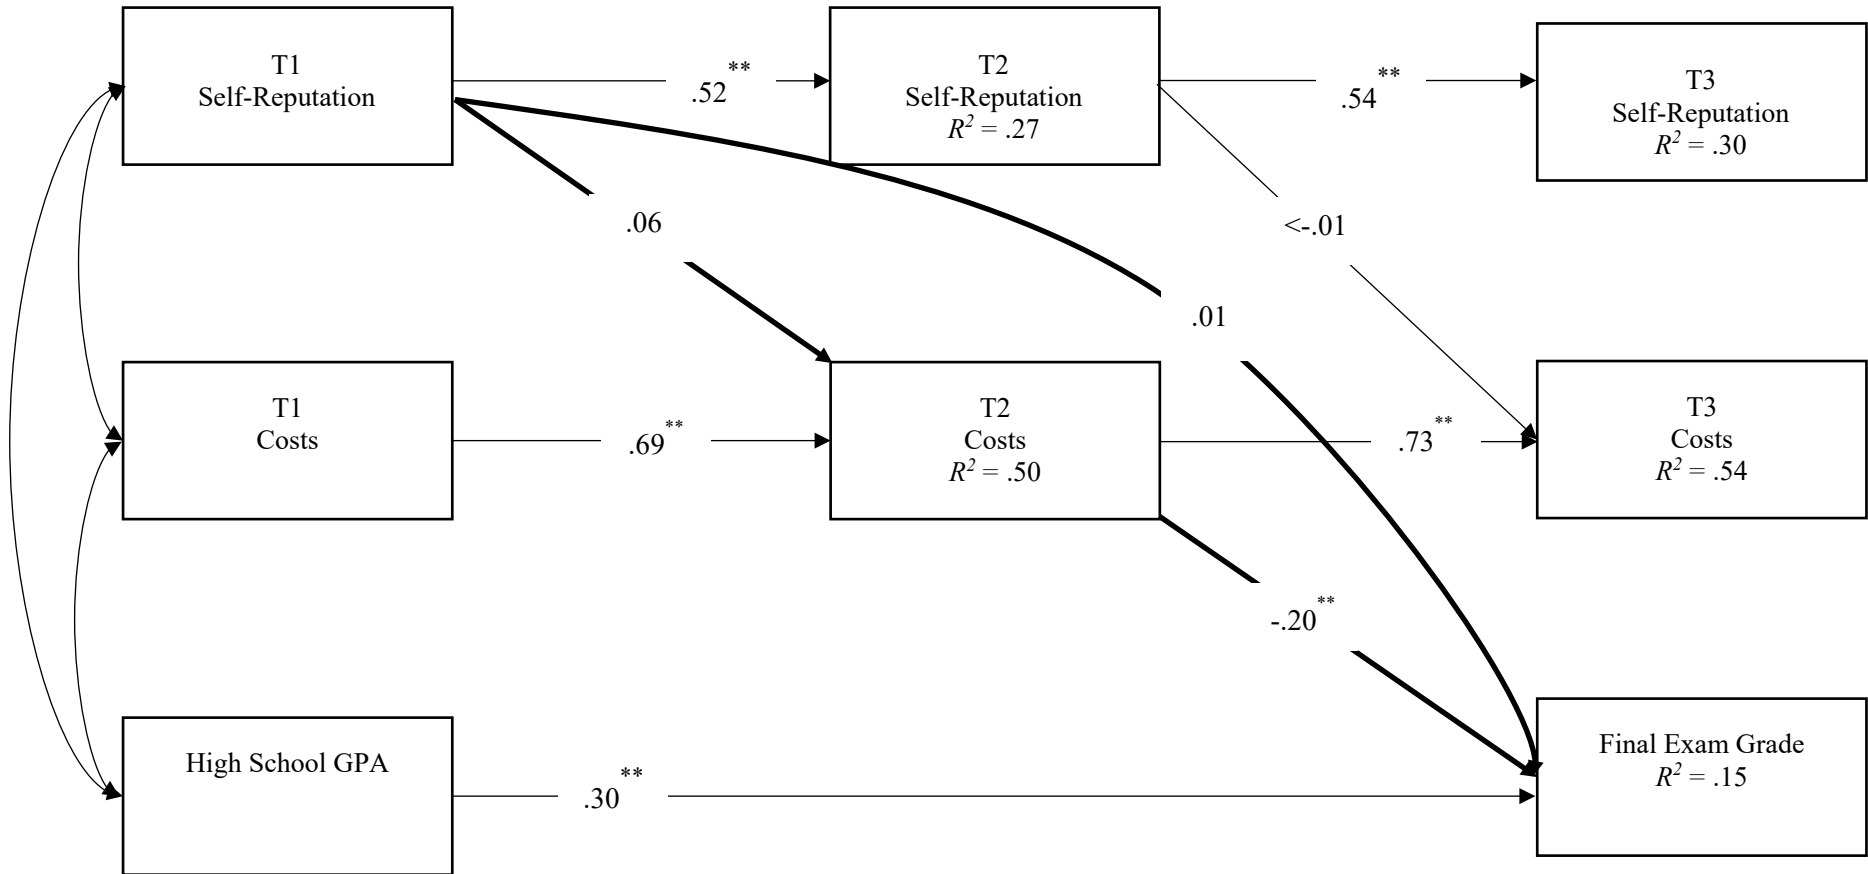 T1
Self-Reputation
.52**
T2
Self-Reputation
R² = .27
.54**
T3
Self-Reputation
R² = .30
.06
<-.01
.01
T1
Costs
.69**
T2
Costs
R² = .50
.73**
T3
Costs
R² = .54
-.20**
High School GPA
.30**
Final Exam Grade
R² = .15